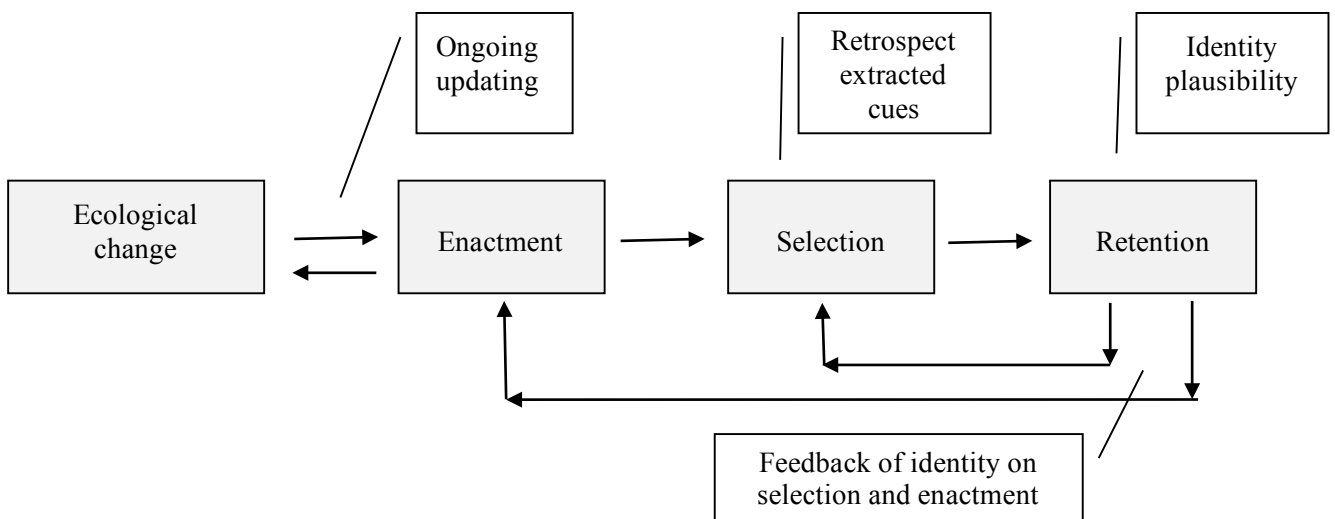 Ongoing
updating
Retrospect
extracted
cues
Identity
plausibility
Ecological
change
Enactment
Selection
Retention
Feedback of identity on
selection and enactment